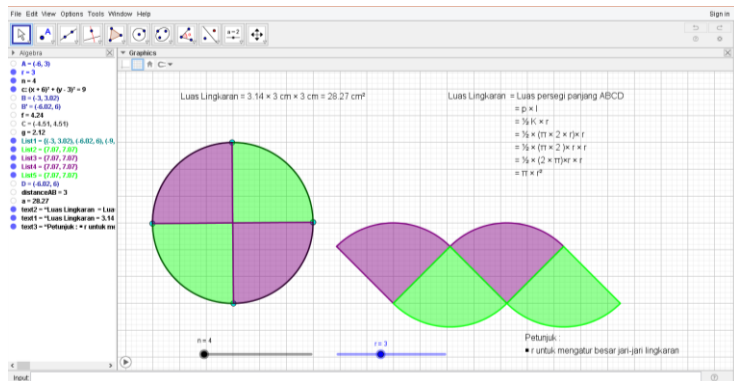 File Edit View Options Tools Window Help
Sign in
a=2
Algebra
Graphics
A = (-6, 3)
r = 3
n = 4
c: (x + 6)² + (y - 3)² = 9
B = (-3, 3.02)
B' = (-6.02, 6)
f = 4.24
C = (-4.51, 4.51)
g = 2.12
List1 = {(-3, 3.02), (-6.02, 6), (-9,
List2 = {7.07, 7.07}
List3 = {7.07, 7.07}
List4 = {7.07, 7.07}
List5 = {7.07, 7.07}
D = (-6.02, 6)
distanceAB = 3
a = 28.27
text2 = "Luas Lingkaran = Lua
text1 = "Luas Lingkaran = 3.14
text3 = "Petunjuk : • r untuk me
Luas Lingkaran = 3.14 × 3 cm × 3 cm = 28.27 cm²
Luas Lingkaran = Luas persegi panjang ABCD
= p × l
= ½ K × r
= ½ × (π × 2 × r)× r
= ½ × (π × 2 )× r × r
= ½ × (2 × π)× r × r
= π × r²
n = 4
r = 3
Petunjuk :
• r untuk mengatur besar jari-jari lingkaran
Input: